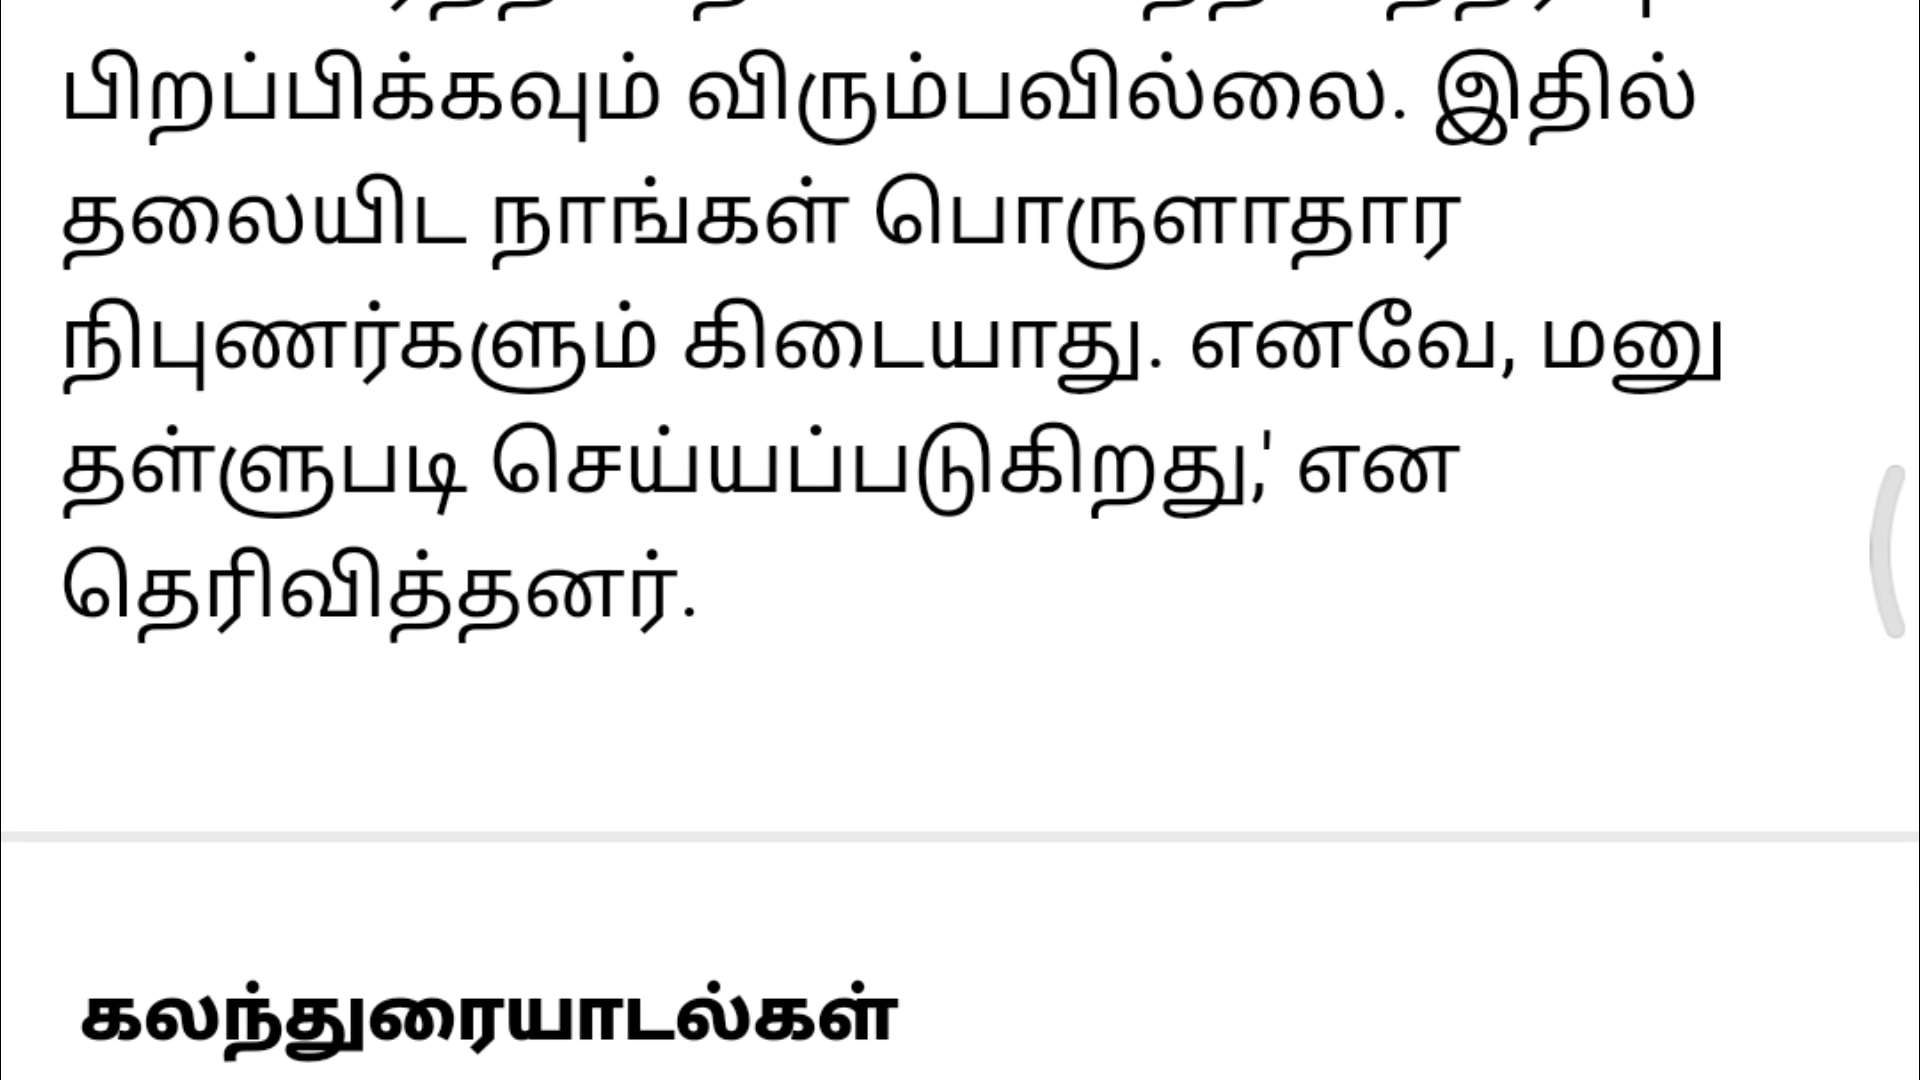 பிறப்பிக்கவும் விரும்பவில்லை. இதில்
தலையிட நாங்கள் பொருளாதார
நிபுணர்களும் கிடையாது. எனவே, மனு
தள்ளுபடி செய்யப்படுகிறது,' என
தெரிவித்தனர்.
கலந்துரையாடல்கள்